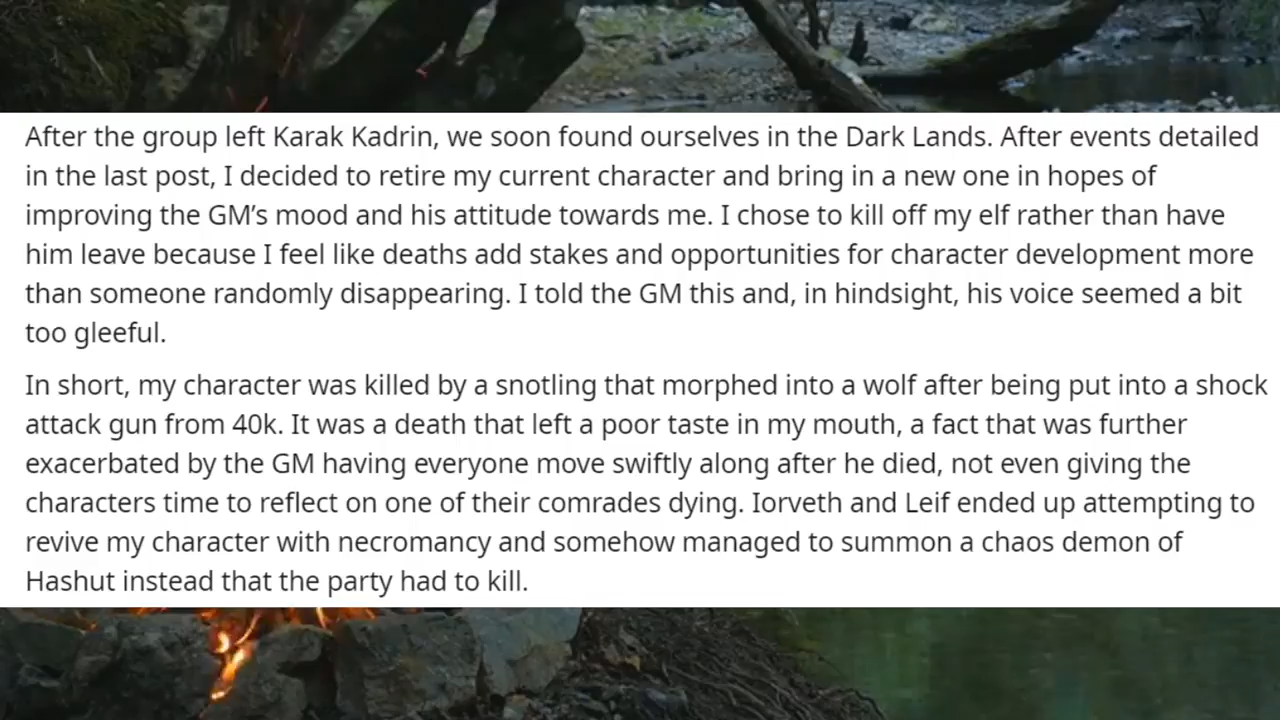 After the group left Karak Kadrin, we soon found ourselves in the Dark Lands. After events detailed
in the last post, I decided to retire my current character and bring in a new one in hopes of
improving the GM's mood and his attitude towards me. I chose to kill off my elf rather than have
him leave because I feel like deaths add stakes and opportunities for character development more
than someone randomly disappearing. I told the GM this and, in hindsight, his voice seemed a bit
too gleeful.
In short, my character was killed by a snotling that morphed into a wolf after being put into a shock
attack gun from 40k. It was a death that left a poor taste in my mouth, a fact that was further
exacerbated by the GM having everyone move swiftly along after he died, not even giving the
characters time to reflect on one of their comrades dying. Iorveth and Leif ended up attempting to
revive my character with necromancy and somehow managed to summon a chaos demon of
Hashut instead that the party had to kill.